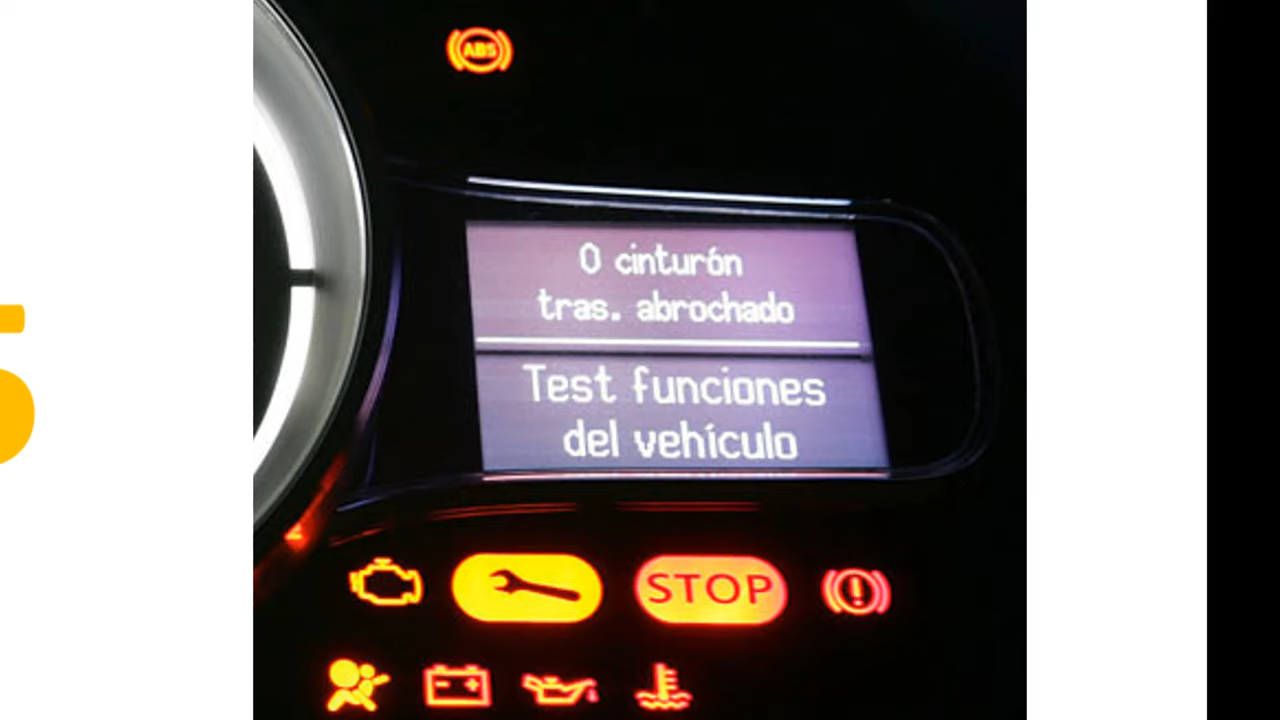 ABS
0 cinturón
tras. abrochado
Test funciones
del vehículo
STOP